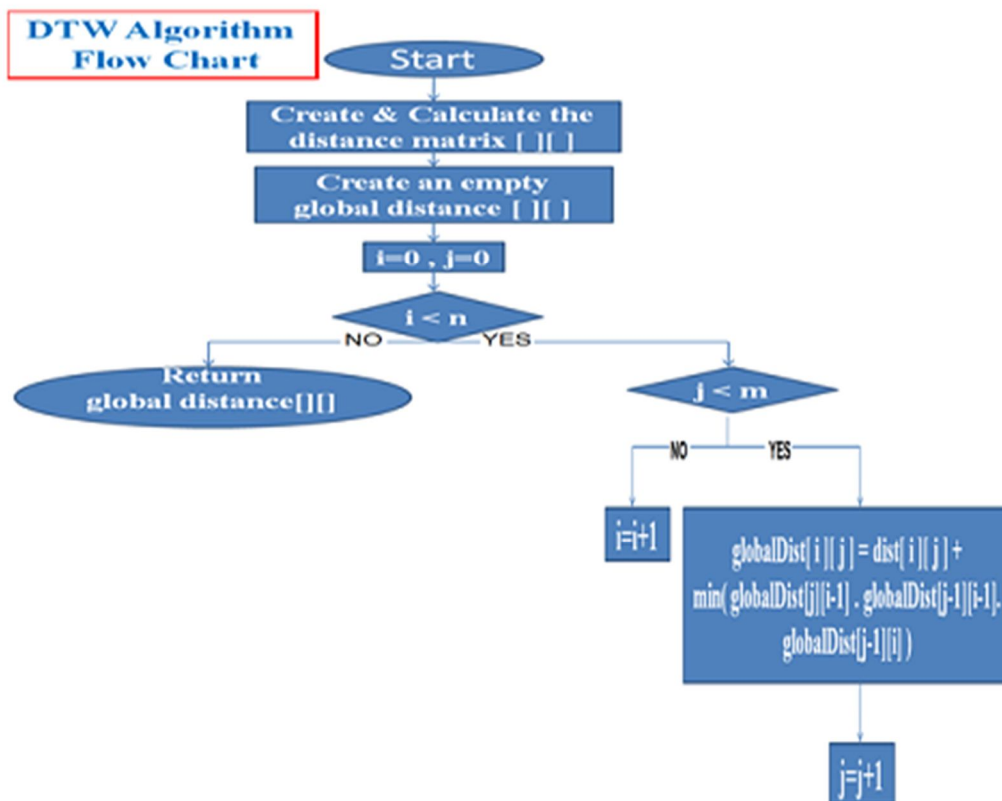 DTW Algorithm
Flow Chart
Start
Create & Calculate the
distance matrix [ ][ ]
Create an empty
global distance [ ][ ]
i=0 , j=0
i < n
NO
YES
Return
global distance[][]
j < m
NO
YES
i=i+1
globalDist[ i ][ j ] = dist[ i ][ j ] +
min( globalDist[j][i-1] , globalDist[j-1][i-1],
globalDist[j-1][i] )
j=j+1